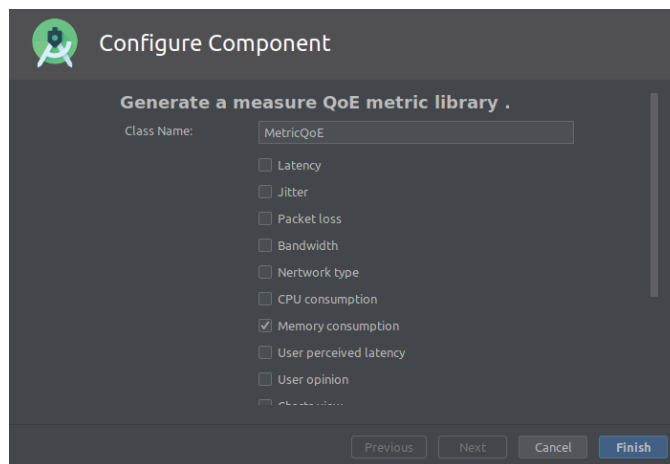 Configure Component
Generate a measure QoE metric library .
Class Name: MetricQoE
Latency
Jitter
Packet loss
Bandwidth
Nertwork type
CPU consumption
Memory consumption
User perceived latency
User opinion
Previous Next Cancel Finish